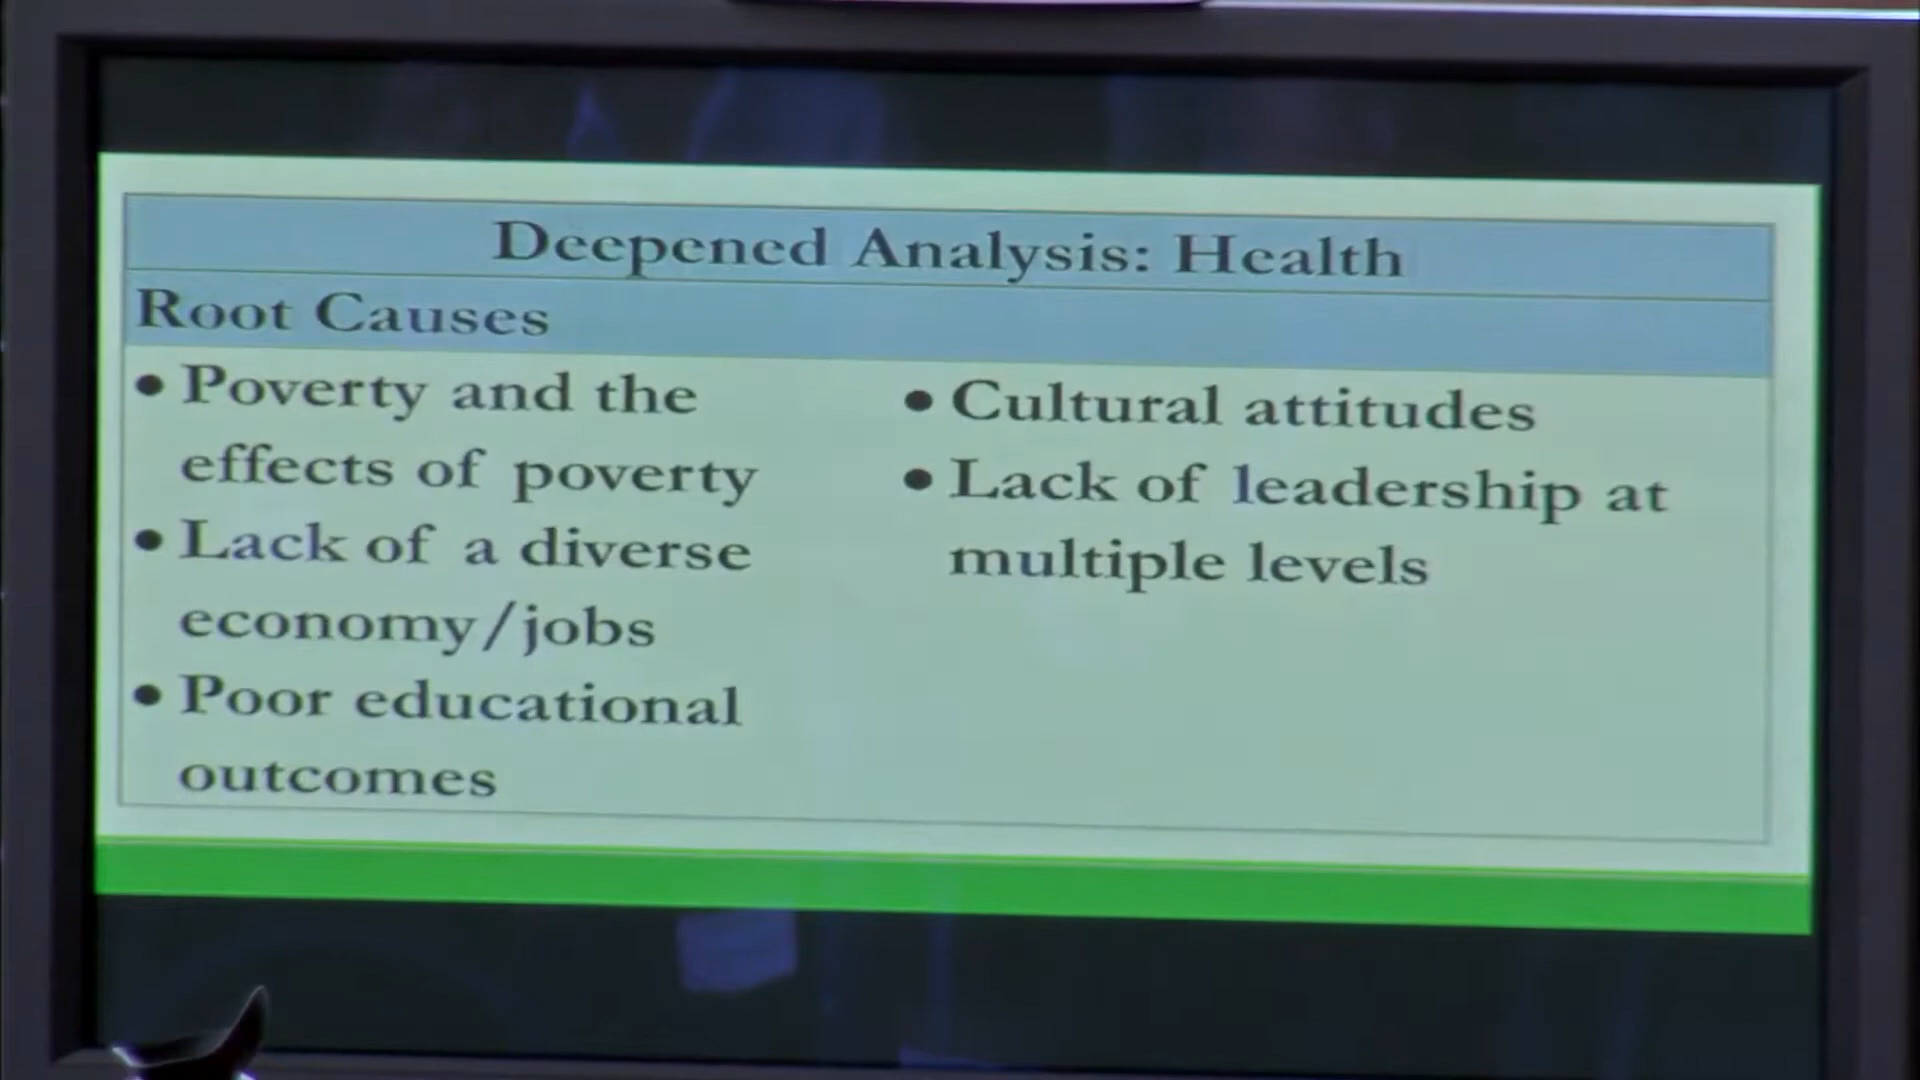 Deepened Analysis: Health
Root Causes
• Poverty and the
effects of poverty
• Lack of a diverse
economy/jobs
• Poor educational
outcomes
• Cultural attitudes
• Lack of leadership at
multiple levels